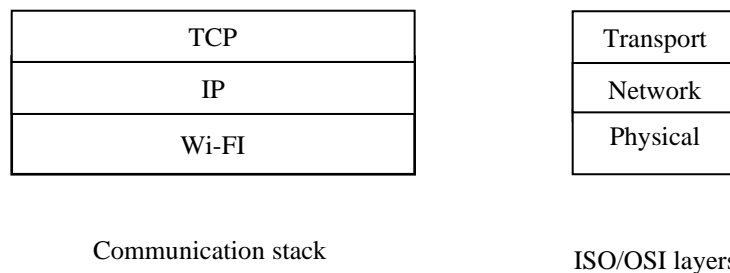 TCP
IP
Wi-FI
Communication stack
Transport
Network
Physical
ISO/OSI layers